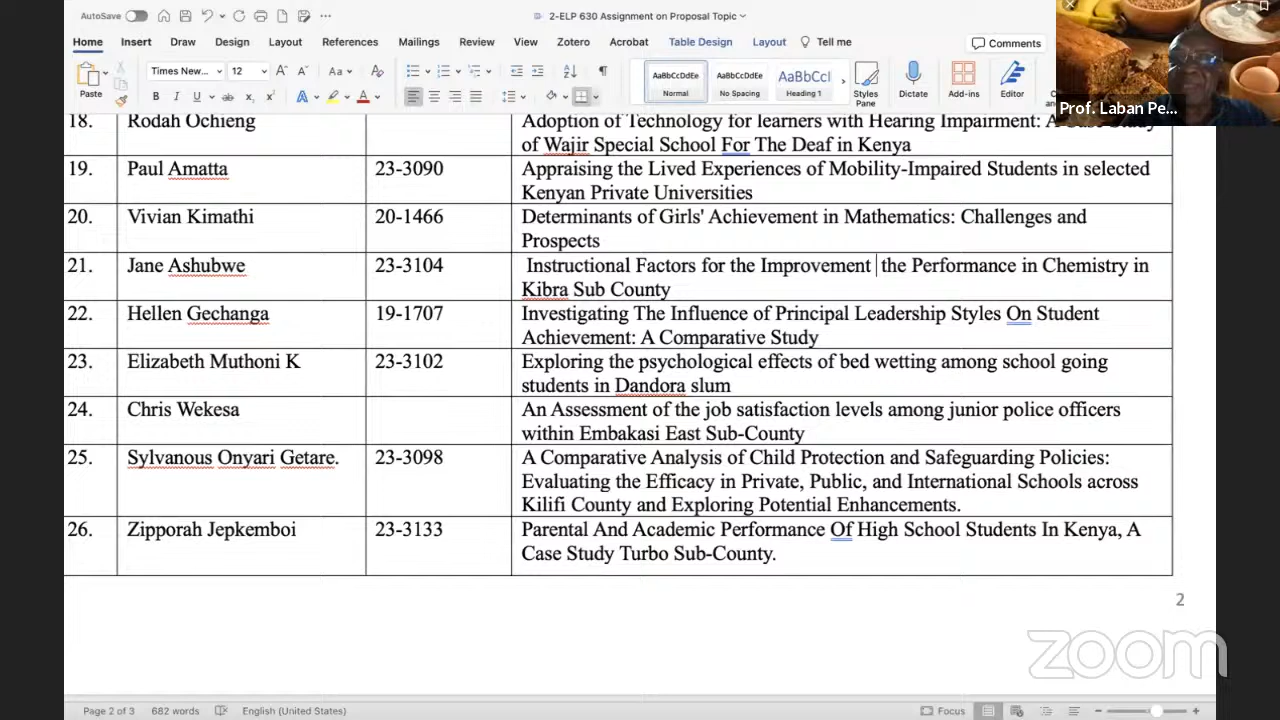 AutoSave
2-ELP 630 Assignment on Proposal Topic
Home Insert Draw Design Layout References Mailings Review View Zotero Acrobat Table Design Layout Tell me
Comments
Paste
Times New...
12
Aa
B I U ab x x A A
AaBbCcDdEe AaBbCcDdEe AaBbCcI
Normal No Spacing Heading 1
Styles Pane
Dictate
Add-ins
Editor
Prof. Laban Pe...
18. Rodah Ochieng Adoption of Technology for learners with Hearing Impairment: A Case Study
of Wajir Special School For The Deaf in Kenya
19. Paul Amatta 23-3090 Appraising the Lived Experiences of Mobility-Impaired Students in selected
Kenyan Private Universities
20. Vivian Kimathi 20-1466 Determinants of Girls' Achievement in Mathematics: Challenges and
Prospects
21. Jane Ashubwe 23-3104 Instructional Factors for the Improvement the Performance in Chemistry in
Kibra Sub County
22. Hellen Gechanga 19-1707 Investigating The Influence of Principal Leadership Styles On Student
Achievement: A Comparative Study
23. Elizabeth Muthoni K 23-3102 Exploring the psychological effects of bed wetting among school going
students in Dandora slum
24. Chris Wekesa An Assessment of the job satisfaction levels among junior police officers
within Embakasi East Sub-County
25. Sylvanous Onyari Getare. 23-3098 A Comparative Analysis of Child Protection and Safeguarding Policies:
Evaluating the Efficacy in Private, Public, and International Schools across
Kilifi County and Exploring Potential Enhancements.
26. Zipporah Jepkemboi 23-3133 Parental And Academic Performance Of High School Students In Kenya, A
Case Study Turbo Sub-County.
2
zoom
Page 2 of 3 682 words English (United States) Focus